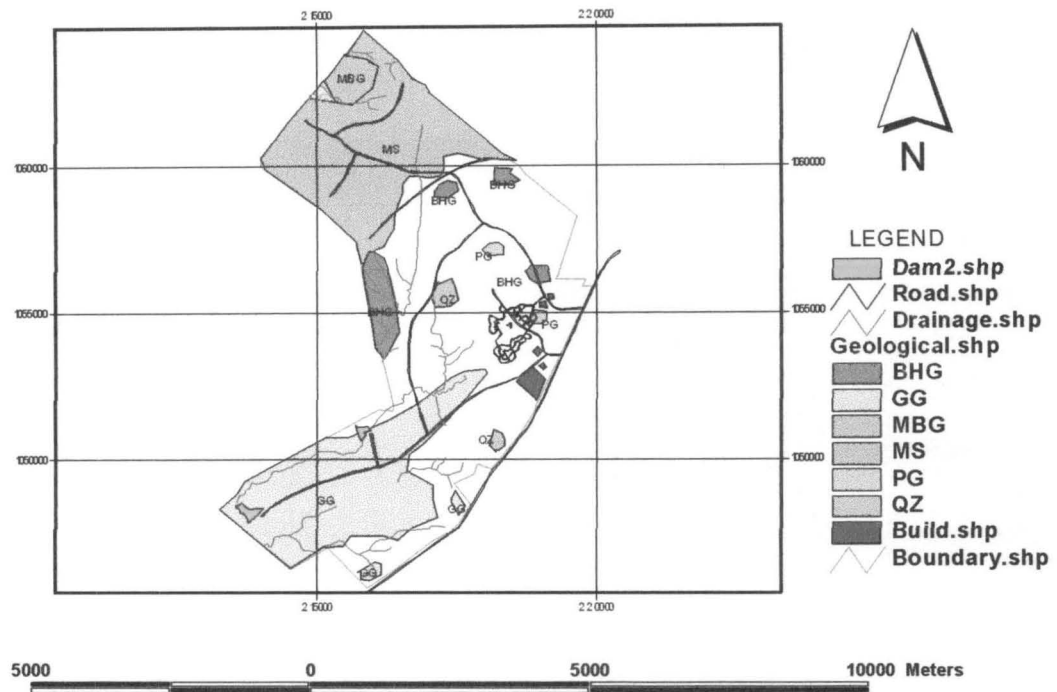 215000 220000
N
MBG
MS
1060000 1060000
BHG
BHG
PG
BHG
QZ
BHG
1055000 1055000
PG
QZ
1050000 1050000
GG
GG
GG
215000 220000
LEGEND
Dam2.shp
Road.shp
Drainage.shp
Geological.shp
BHG
GG
MBG
MS
PG
QZ
Build.shp
Boundary.shp
5000 0 5000 10000 Meters